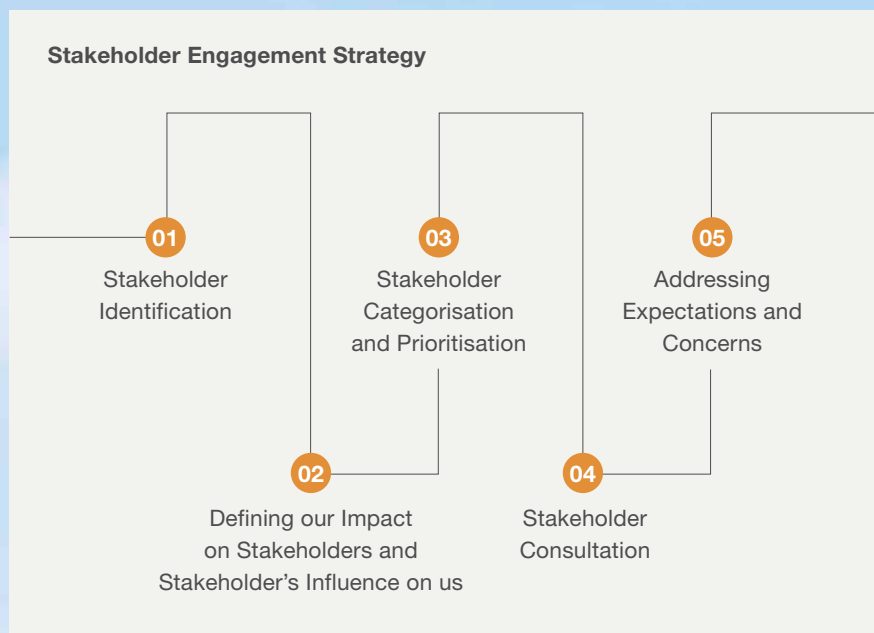 Stakeholder Engagement Strategy
01
Stakeholder
Identification
02
Defining our Impact
on Stakeholders and
Stakeholder's Influence on us
03
Stakeholder
Categorisation
and Prioritisation
04
Stakeholder
Consultation
05
Addressing
Expectations and
Concerns